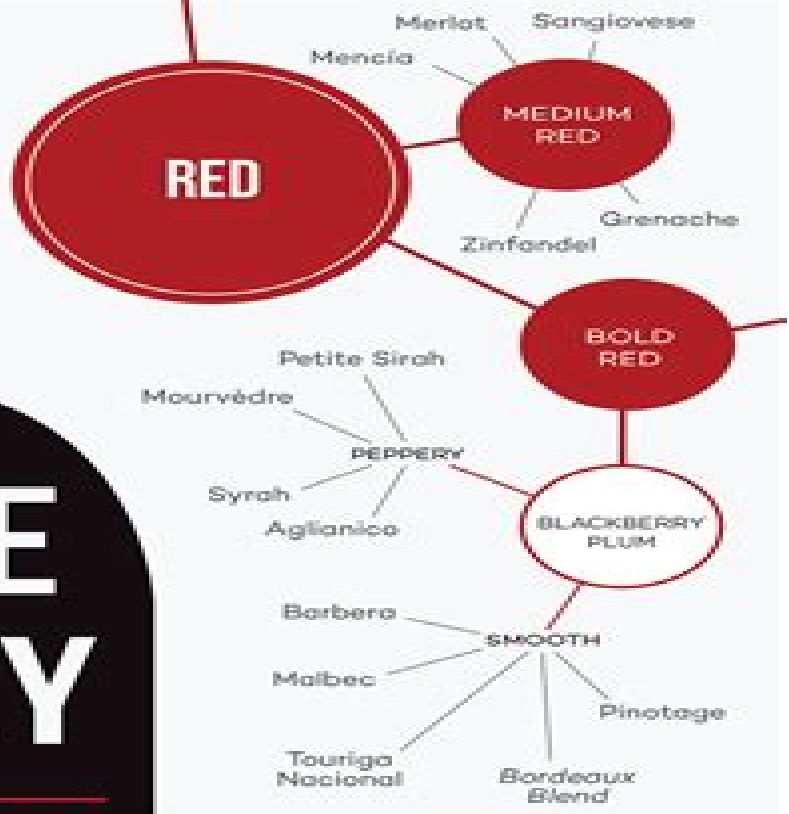 Merlot
Sangiovese
Mencía
MEDIUM
RED
RED
Grenache
Zinfandel
BOLD
RED
Petite Sirah
Mourvèdre
PEPPERY
Syrah
Aglianico
BLACKBERRY
PLUM
E
Y
Barbera
SMOOTH
Malbec
Pinotage
Touriga
Nacional
Bordeaux
Blend